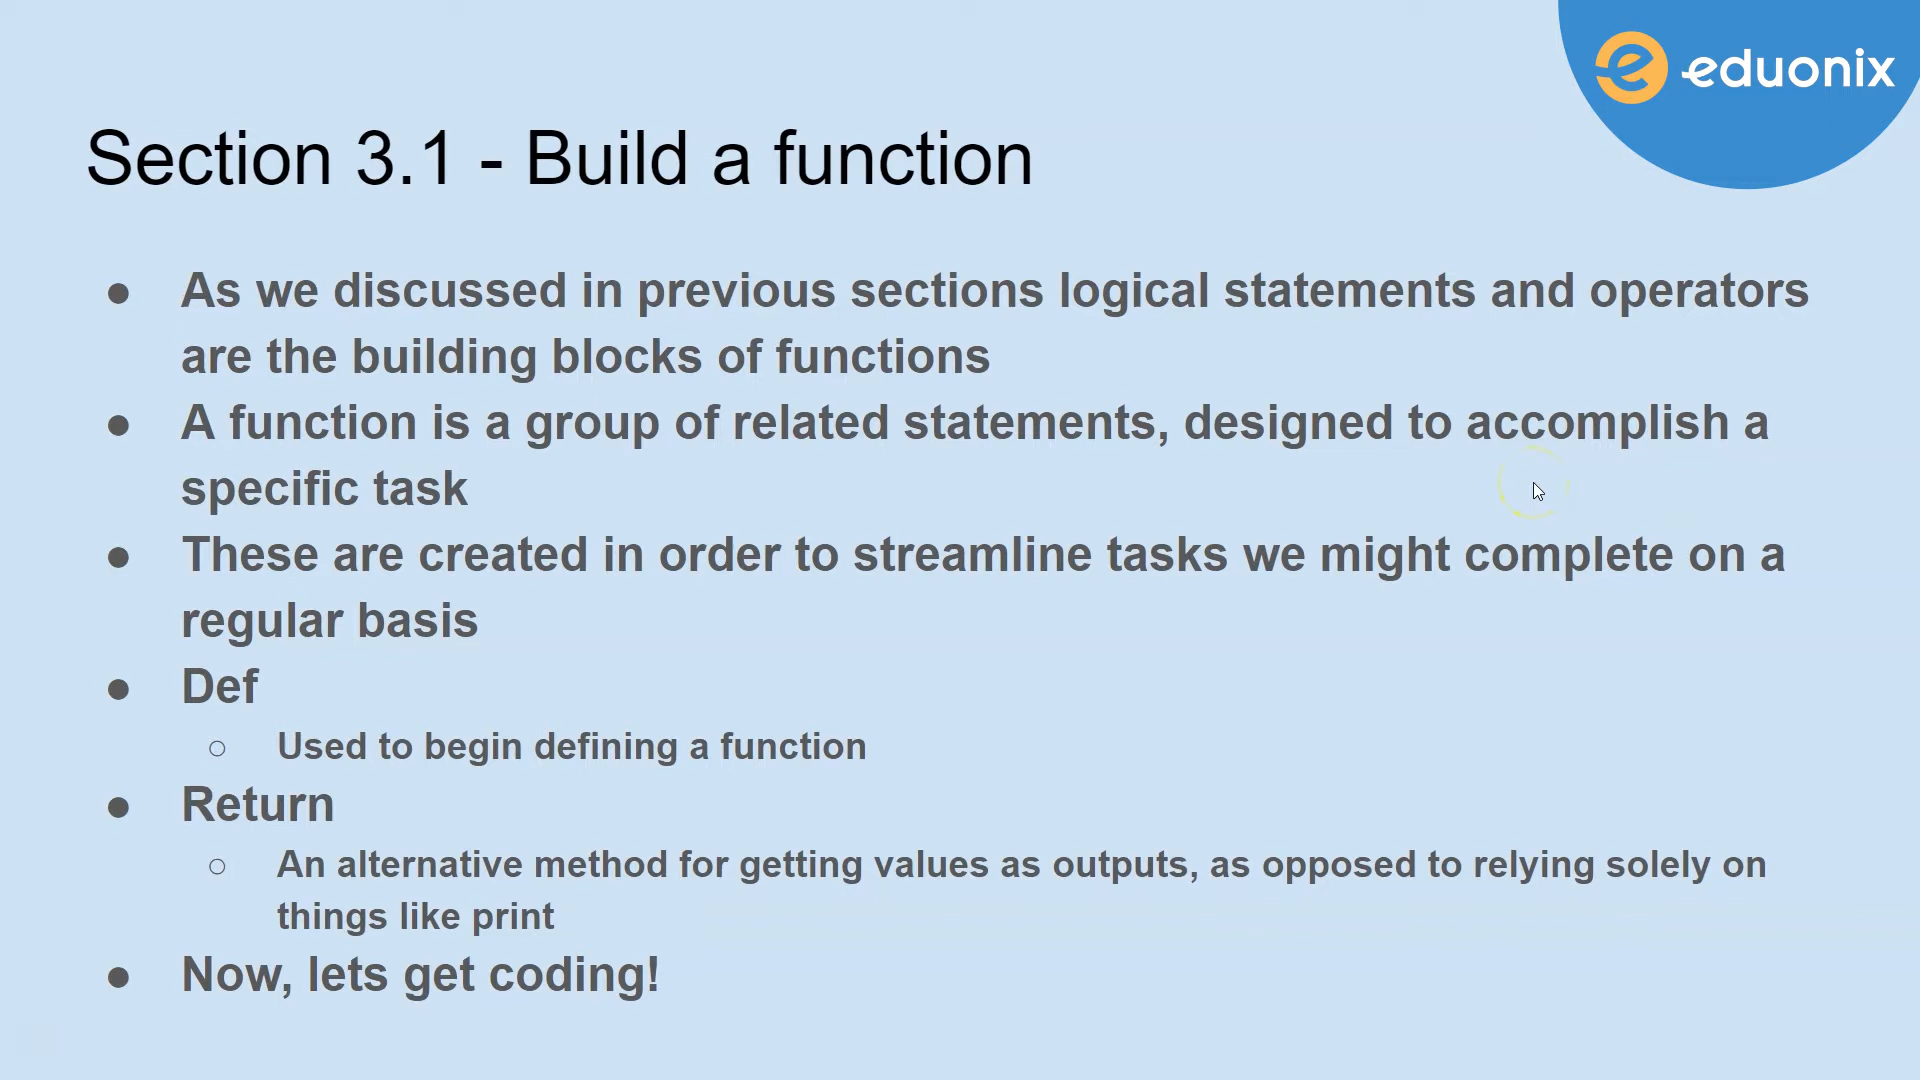 eduonix
Section 3.1 - Build a function
● As we discussed in previous sections logical statements and operators
are the building blocks of functions
● A function is a group of related statements, designed to accomplish a
specific task
● These are created in order to streamline tasks we might complete on a
regular basis
● Def
○ Used to begin defining a function
● Return
○ An alternative method for getting values as outputs, as opposed to relying solely on
things like print
● Now, lets get coding!